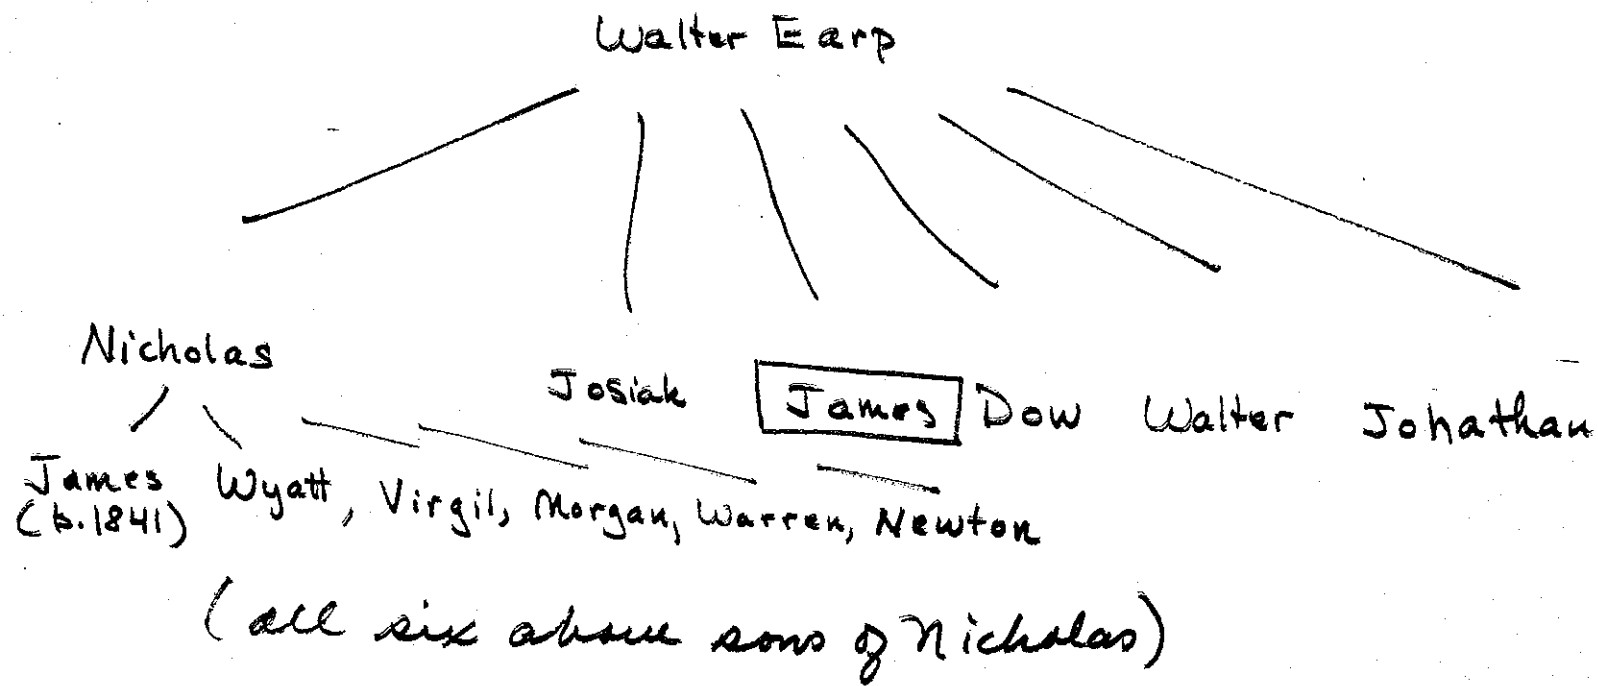 Walter Earp
Nicholas
Josiah James Dow Walter Johathan
James Wyatt, Virgil, Morgan, Warren, Newton
(b.1841)
(all six above sons of Nicholas)